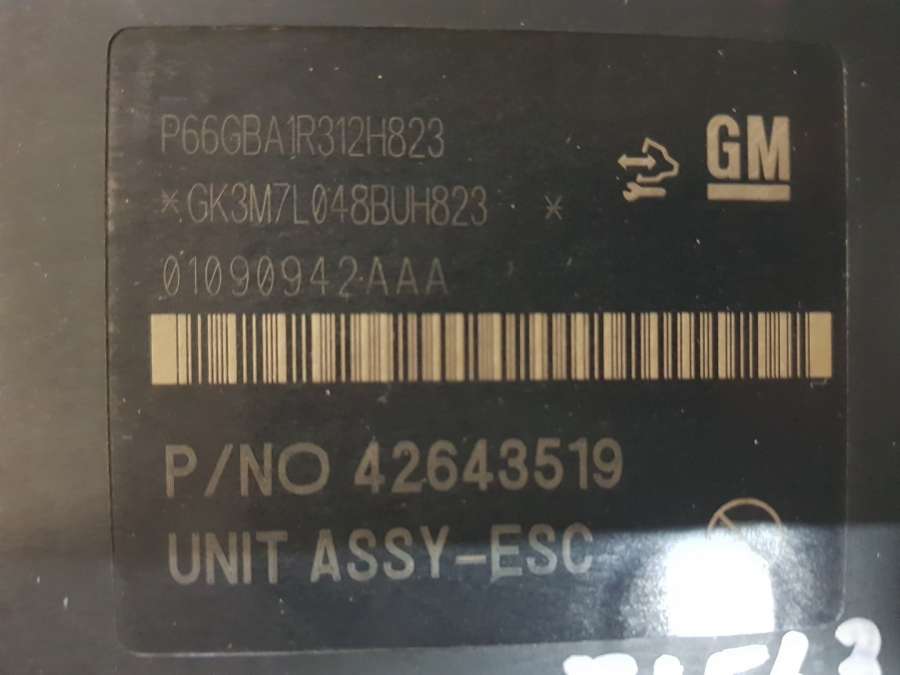 P66GBA1R312H823
*GK3M7L048BUH823 *
GM
01090942AAA
P/NO 42643519
UNIT ASSY-ESC